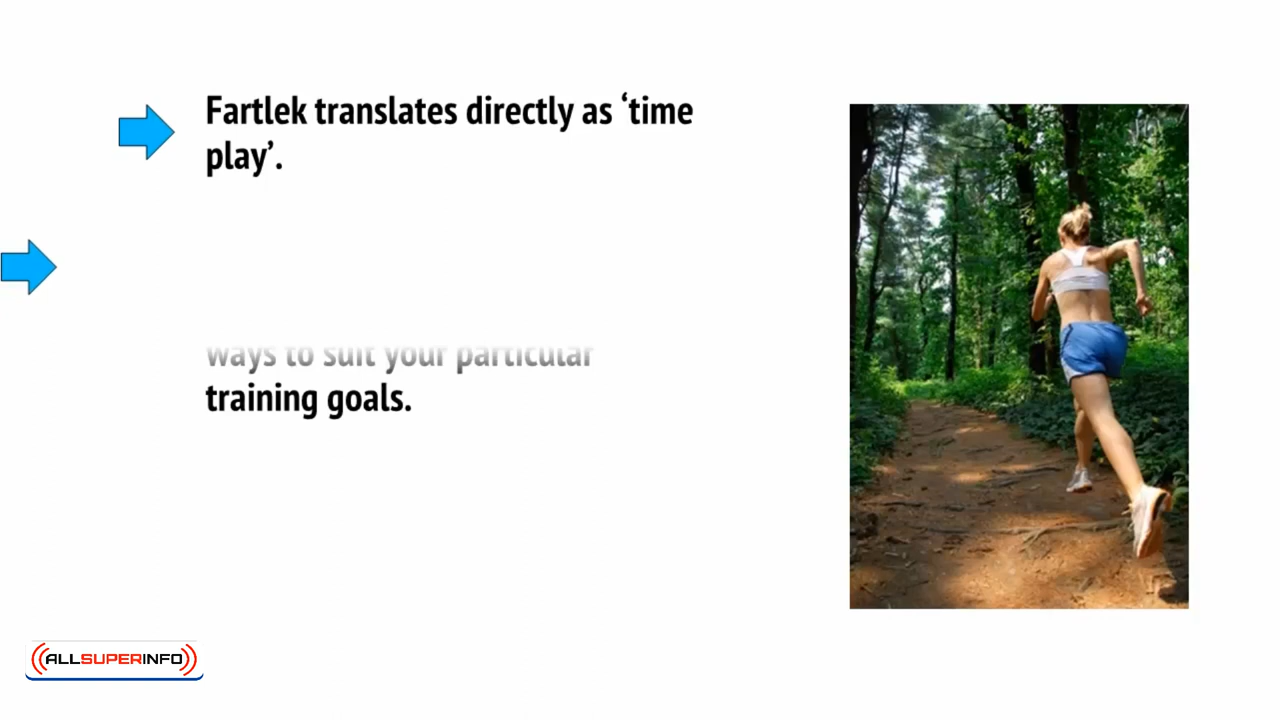 Fartlek translates directly as ‘time
play’.
ways to suit your particular
training goals.
ALLSUPERINFO